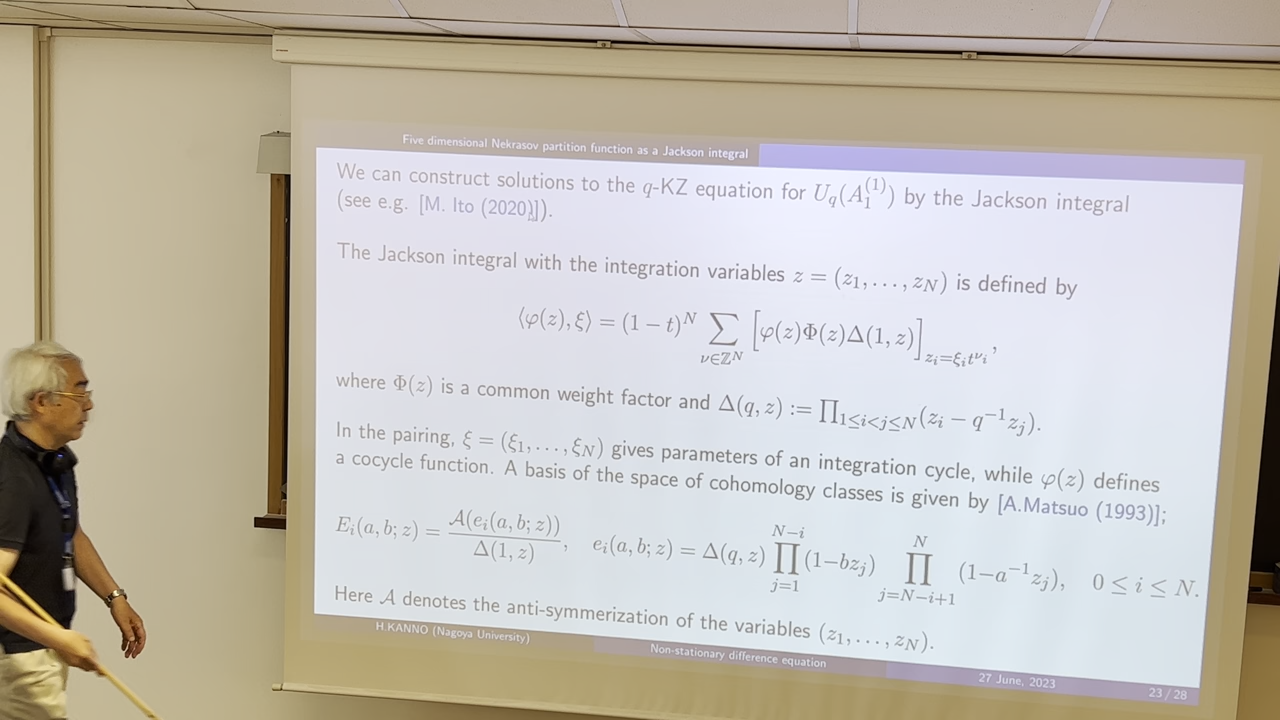 Five dimensional Nekrasov partition function as a Jackson integral
We can construct solutions to the q-KZ equation for U_q(A_1^{(1)}) by the Jackson integral
(see e.g. [M. Ito (2020)]).
The Jackson integral with the integration variables z = (z_1, . . . , z_N) is defined by
⟨φ(z), ξ⟩ = (1 − t)^N ∑_{ν∈ℤ^N} [φ(z)Φ(z)Δ(1, z)]_{z_i=ξ_i t^{ν_i}},
where Φ(z) is a common weight factor and Δ(q, z) := ∏_{1≤i<j≤N}(z_i − q^{−1}z_j).
In the pairing, ξ = (ξ_1, . . . , ξ_N) gives parameters of an integration cycle, while φ(z) defines
a cocycle function. A basis of the space of cohomology classes is given by [A.Matsuo (1993)];
E_i(a, b; z) = 𝒜(e_i(a, b; z)) / Δ(1, z), e_i(a, b; z) = Δ(q, z) ∏_{j=1}^{N−i} (1−bz_j) ∏_{j=N−i+1}^{N} (1−a^{−1}z_j), 0 ≤ i ≤ N.
Here 𝒜 denotes the anti-symmerization of the variables (z_1, . . . , z_N).
H.KANNO (Nagoya University)
Non-stationary difference equation
27 June, 2023
23 / 28